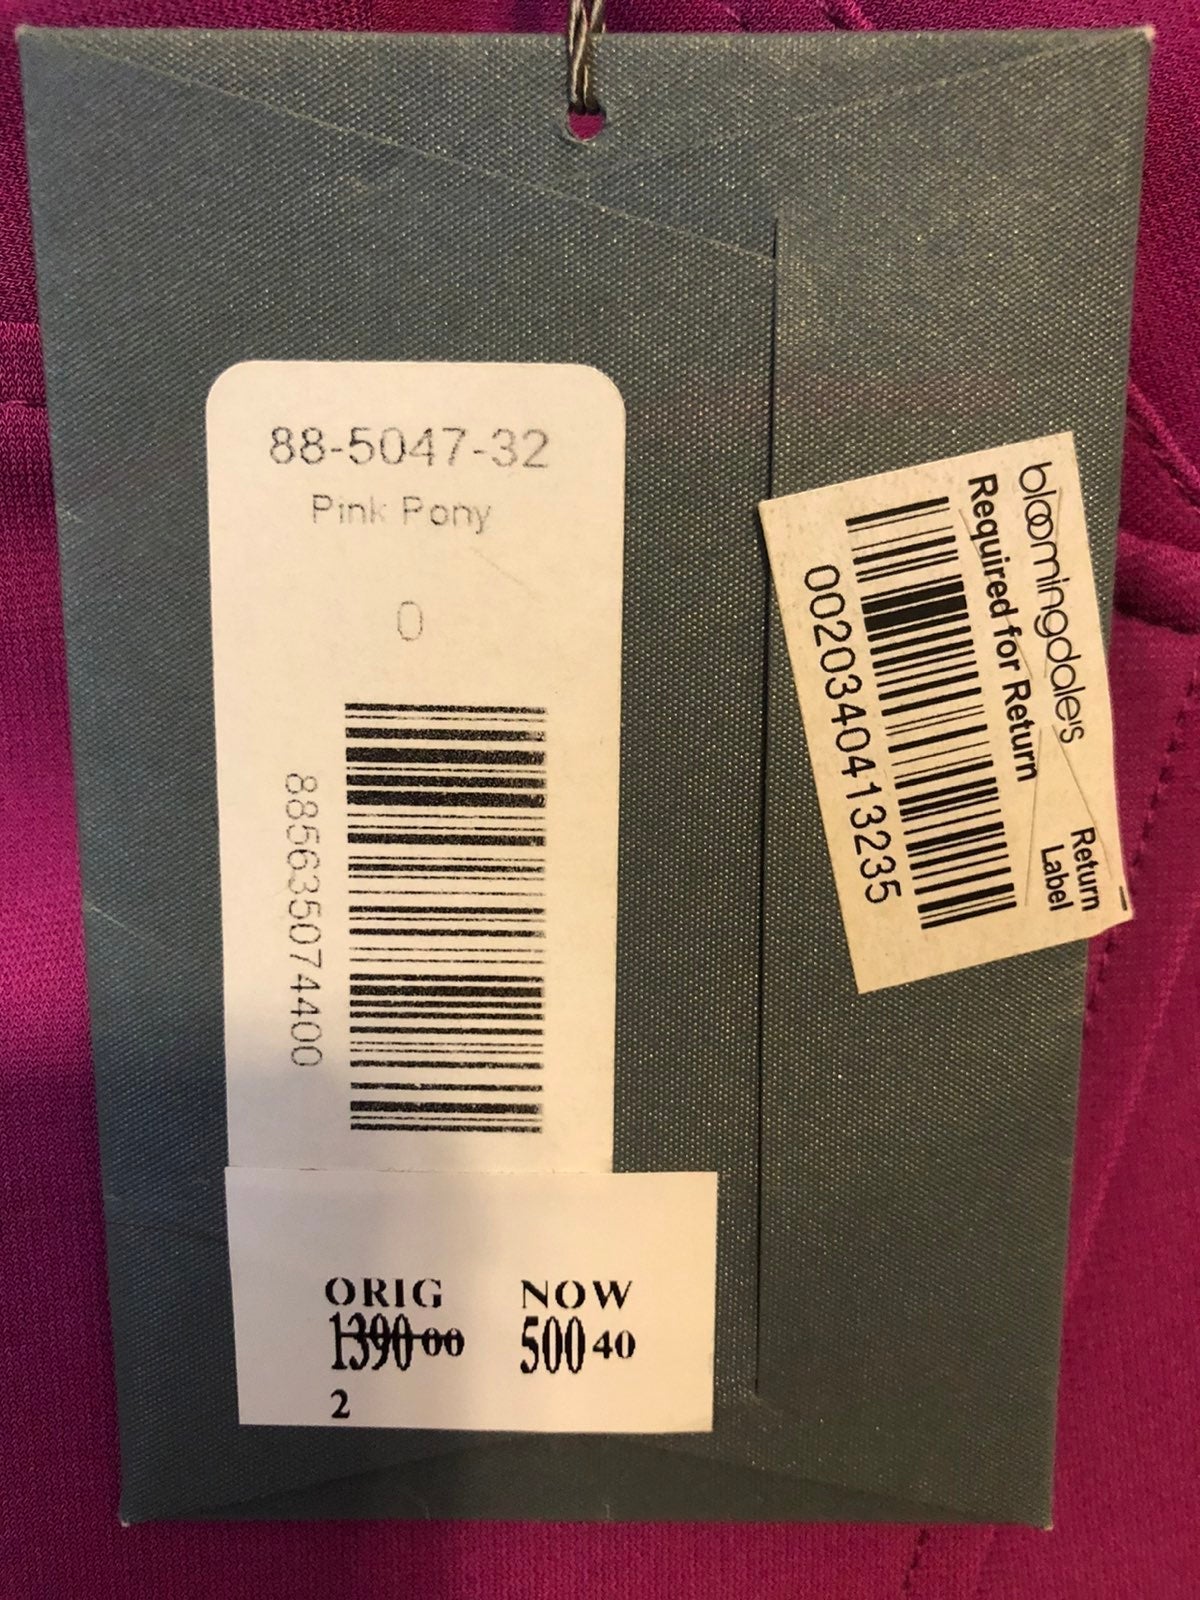 88-5047-32
Pink Pony
0
885635074400
bloomingdale's
Required for Return
Return
Label
0020340413235
ORIG NOW
1390 00 500 40
2